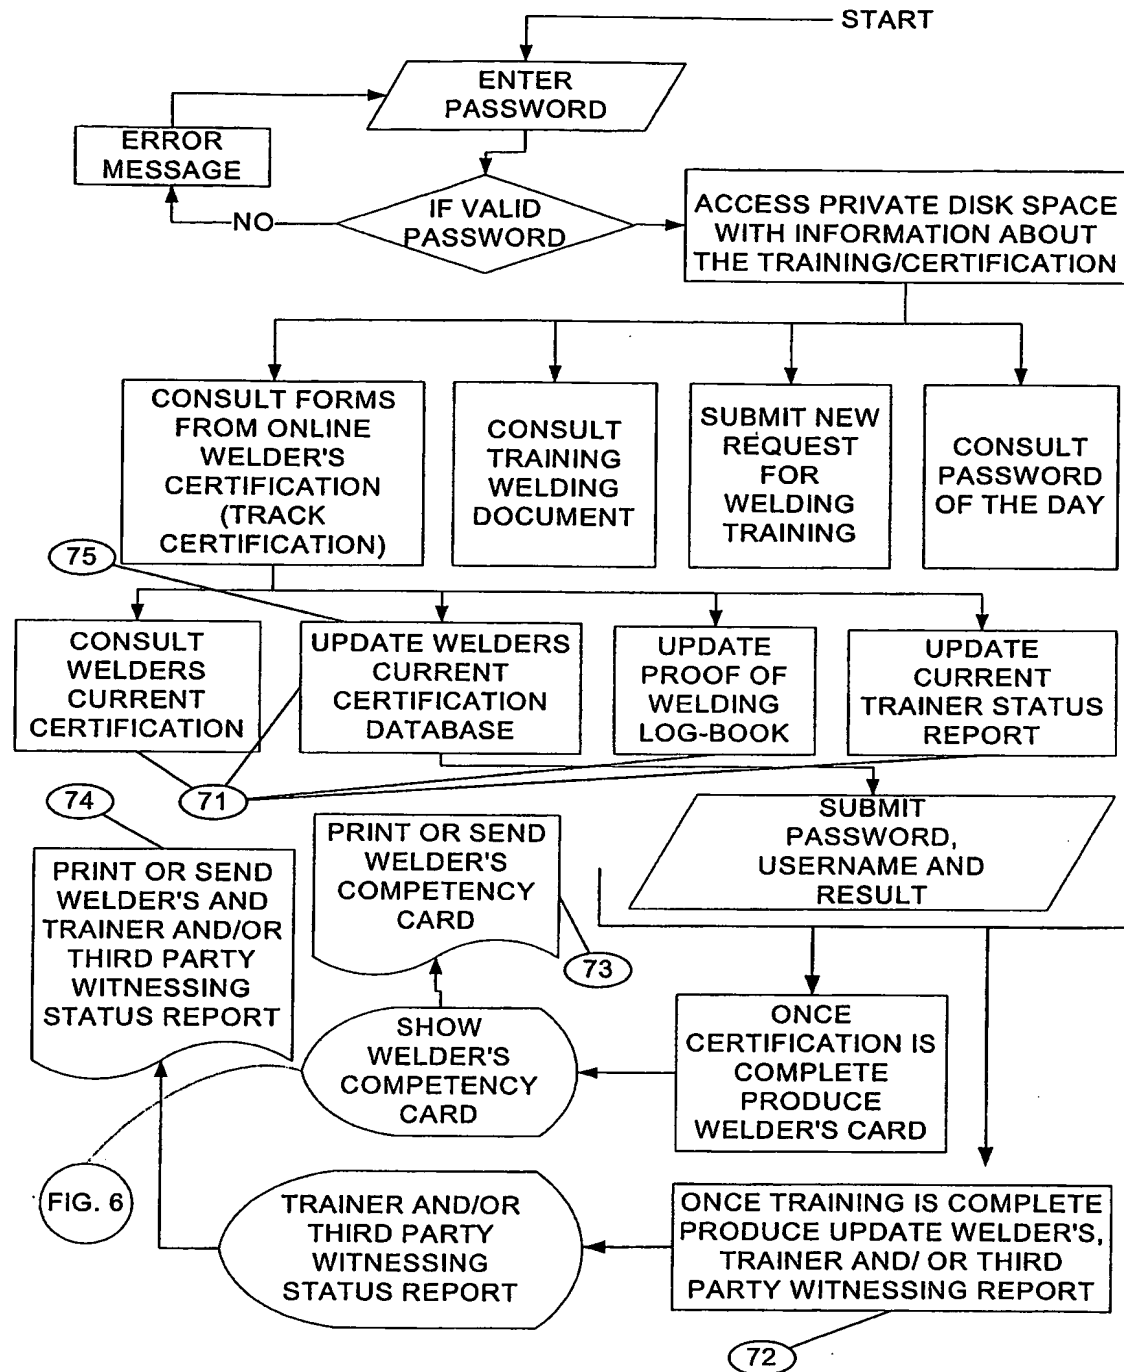 START
ENTER
PASSWORD
ERROR
MESSAGE
NO
IF VALID
PASSWORD
ACCESS PRIVATE DISK SPACE
WITH INFORMATION ABOUT
THE TRAINING/CERTIFICATION
CONSULT FORMS
FROM ONLINE
WELDER'S
CERTIFICATION
(TRACK
CERTIFICATION)
CONSULT
TRAINING
WELDING
DOCUMENT
SUBMIT NEW
REQUEST
FOR
WELDING
TRAINING
CONSULT
PASSWORD
OF THE DAY
75
CONSULT
WELDERS
CURRENT
CERTIFICATION
UPDATE WELDERS
CURRENT
CERTIFICATION
DATABASE
UPDATE
PROOF OF
WELDING
LOG-BOOK
UPDATE
CURRENT
TRAINER STATUS
REPORT
74
71
PRINT OR SEND
WELDER'S AND
TRAINER AND/OR
THIRD PARTY
WITNESSING
STATUS REPORT
PRINT OR SEND
WELDER'S
COMPETENCY
CARD
73
SUBMIT
PASSWORD,
USERNAME AND
RESULT
SHOW
WELDER'S
COMPETENCY
CARD
ONCE
CERTIFICATION IS
COMPLETE
PRODUCE
WELDER'S CARD
FIG. 6
TRAINER AND/OR
THIRD PARTY
WITNESSING
STATUS REPORT
ONCE TRAINING IS COMPLETE
PRODUCE UPDATE WELDER'S,
TRAINER AND/ OR THIRD
PARTY WITNESSING REPORT
72